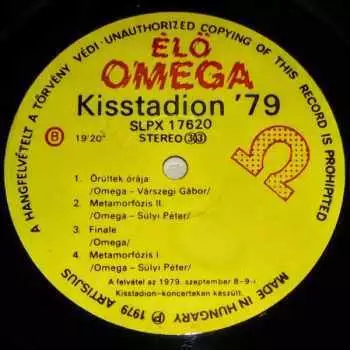 A HANGFELVÉTELT A TÖRVÉNY VÉDI · UNAUTHORIZED COPYING OF THIS RECORD IS PROHIBITED
ÉLŐ
OMEGA
Kisstadion '79
SLPX 17620
B 19'20" STEREO 33
1. Őrültek órája
/Omega – Várszegi Gábor/
2. Metamorfózis II.
/Omega – Sülyi Péter/
3. Finale
/Omega/
4. Metamorfózis I.
/Omega – Sülyi Péter/
A felvétel az 1979. szeptember 8–9-i
Kisstadion-koncerteken készült.
MADE IN HUNGARY Ⓟ 1979 ARTISJUS